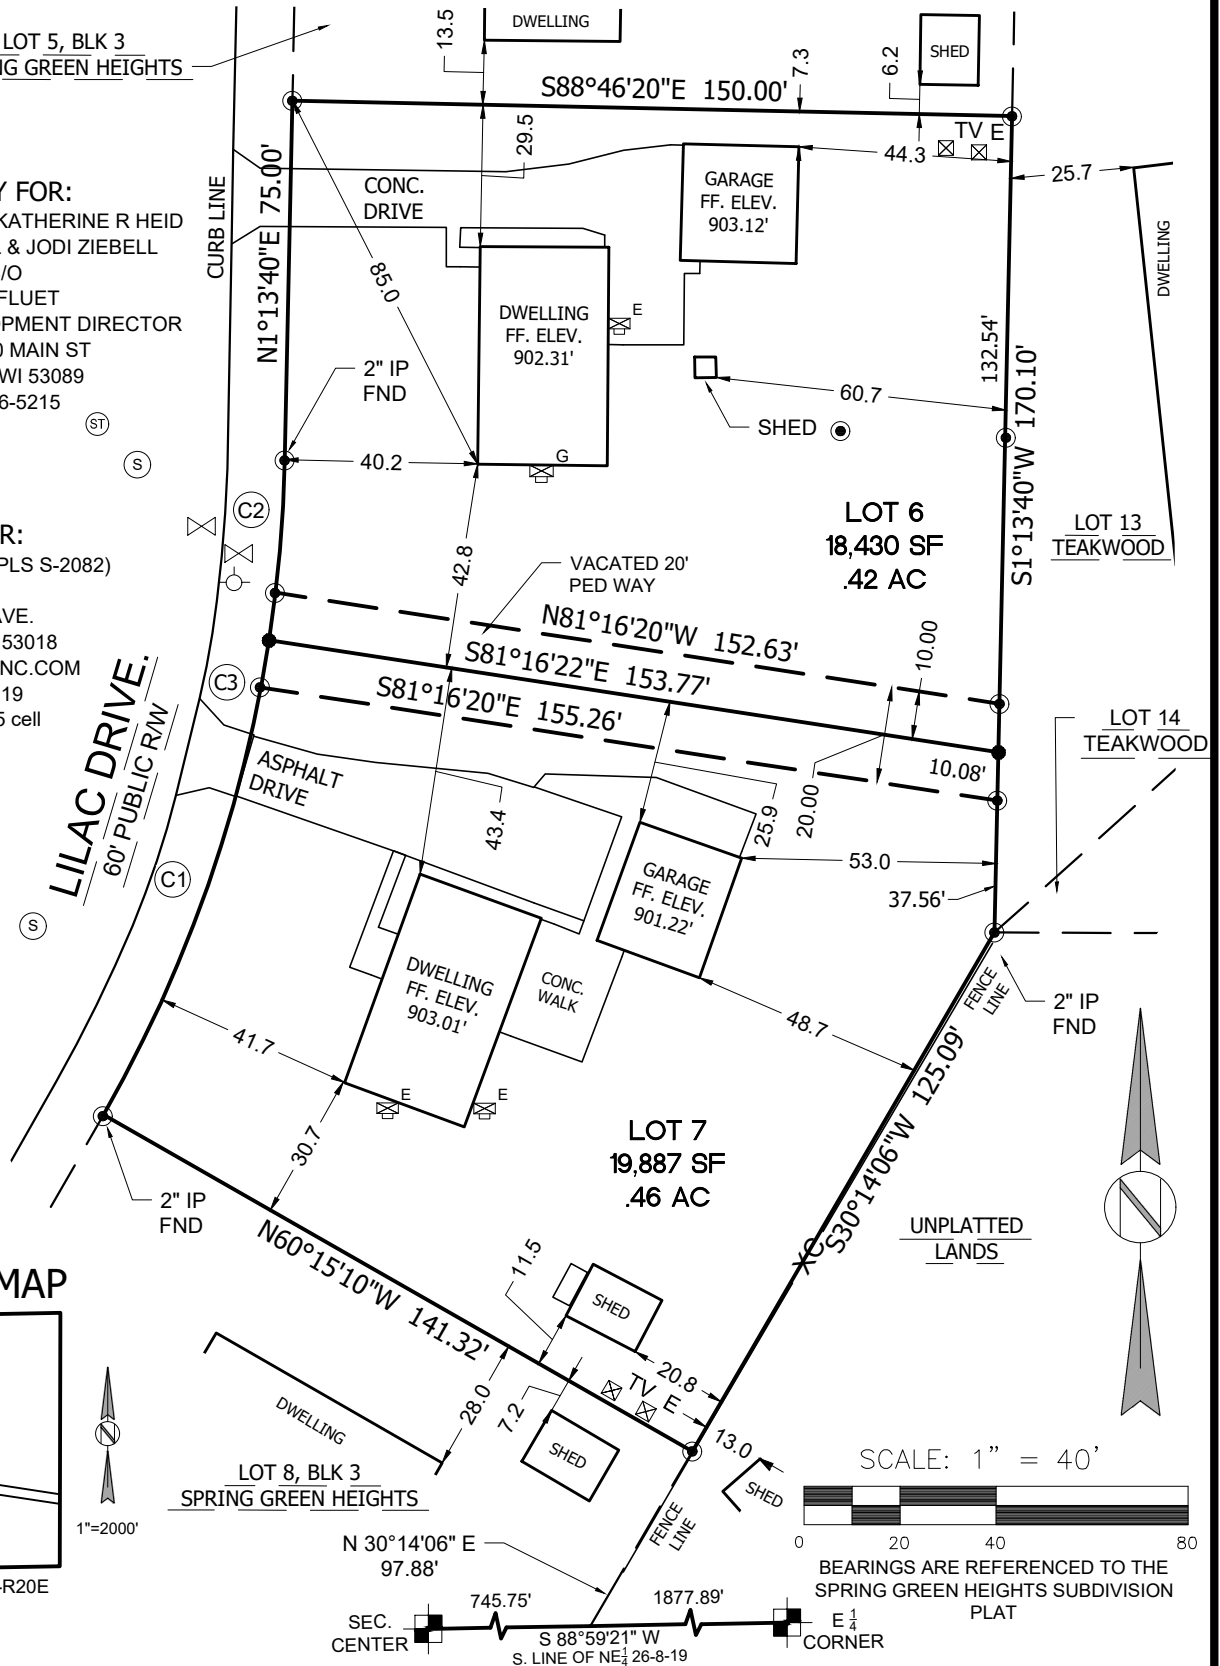 LOT 5, BLK 3
NG GREEN HEIGHTS
13.5
DWELLING
SHED
6.2
7.3
S88°46'20"E 150.00'
TV E
29.5
44.3
25.7
Y FOR:
KATHERINE R HEID
& JODI ZIEBELL
/O
FLUET
OPMENT DIRECTOR
0 MAIN ST
WI 53089
6-5215
CURB LINE
N1°13'40"E 75.00'
CONC.
DRIVE
GARAGE
FF. ELEV.
903.12'
DWELLING
85.0
DWELLING
FF. ELEV.
902.31'
E
132.54'
S1°13'40"W 170.10'
2" IP
FND
60.7
SHED
ST
S
40.2
G
C2
LOT 6
18,430 SF
.42 AC
LOT 13
TEAKWOOD
R:
PLS S-2082)
AVE.
53018
NC.COM
19
5 cell
42.8
VACATED 20'
PED WAY
N81°16'20"W 152.63'
S81°16'22"E 153.77'
S81°16'20"E 155.26'
10.00
C3
LILAC DRIVE.
60' PUBLIC R/W
LOT 14
TEAKWOOD
ASPHALT
DRIVE
10.08'
20.00
25.9
43.4
53.0
37.56'
C1
S
GARAGE
FF. ELEV.
901.22'
DWELLING
FF. ELEV.
903.01'
CONC.
WALK
FENCE
LINE
2" IP
FND
48.7
41.7
S30°14'06"W 125.09'
E
E
30.7
LOT 7
19,887 SF
.46 AC
2" IP
FND
N60°15'10"W 141.32'
UNPLATTED
LANDS
XC
11.5
SHED
MAP
20.8
TV E
28.0
7.2
DWELLING
SHED
13.0
SHED
SCALE: 1" = 40'
LOT 8, BLK 3
SPRING GREEN HEIGHTS
1"=2000'
FENCE
LINE
0 20 40 80
N 30°14'06" E
97.88'
BEARINGS ARE REFERENCED TO THE
SPRING GREEN HEIGHTS SUBDIVISION
PLAT
-R20E
745.75'
1877.89'
SEC.
CENTER
E 1/4
CORNER
S 88°59'21" W
S. LINE OF NE1/4 26-8-19